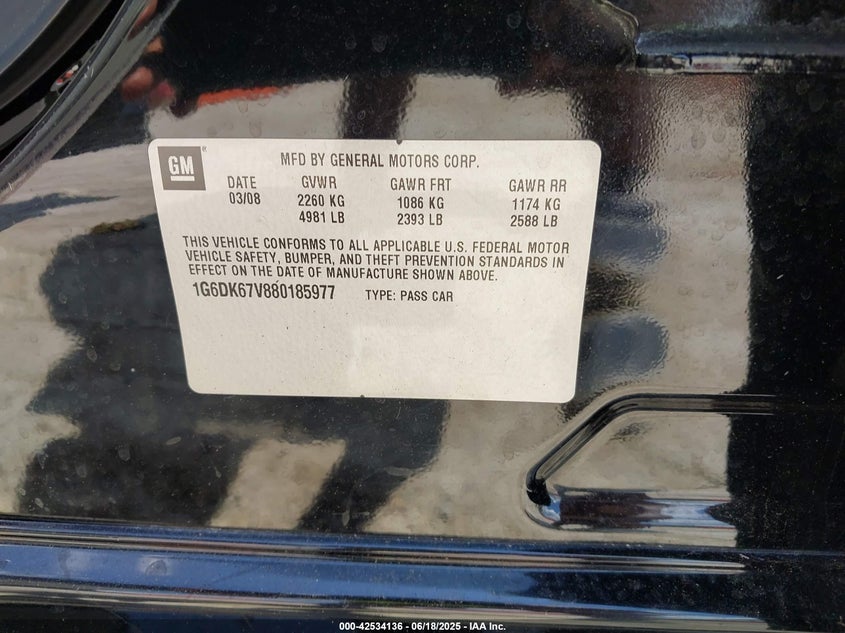 GM
MFD BY GENERAL MOTORS CORP.
DATE GVWR GAWR FRT GAWR RR
03/08 2260 KG 1086 KG 1174 KG
4981 LB 2393 LB 2588 LB
THIS VEHICLE CONFORMS TO ALL APPLICABLE U.S. FEDERAL MOTOR
VEHICLE SAFETY, BUMPER, AND THEFT PREVENTION STANDARDS IN
EFFECT ON THE DATE OF MANUFACTURE SHOWN ABOVE.
1G6DK67V880185977 TYPE: PASS CAR
000-42534136 - 06/18/2025 - IAA Inc.